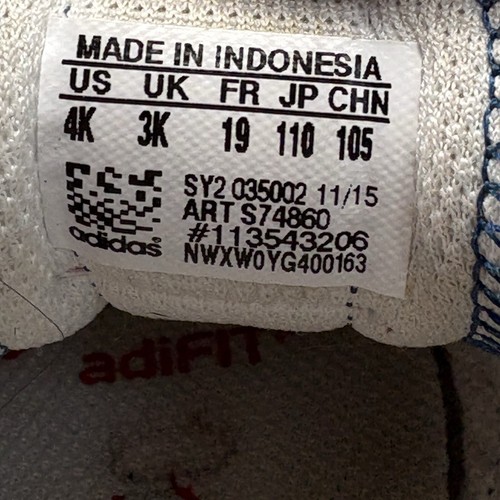 MADE IN INDONESIA
US UK FR JP CHN
4K 3K 19 110 105
SY2 035002 11/15
ART S74860
#113543206
adidas®
NWXW0YG400163
adiFIT